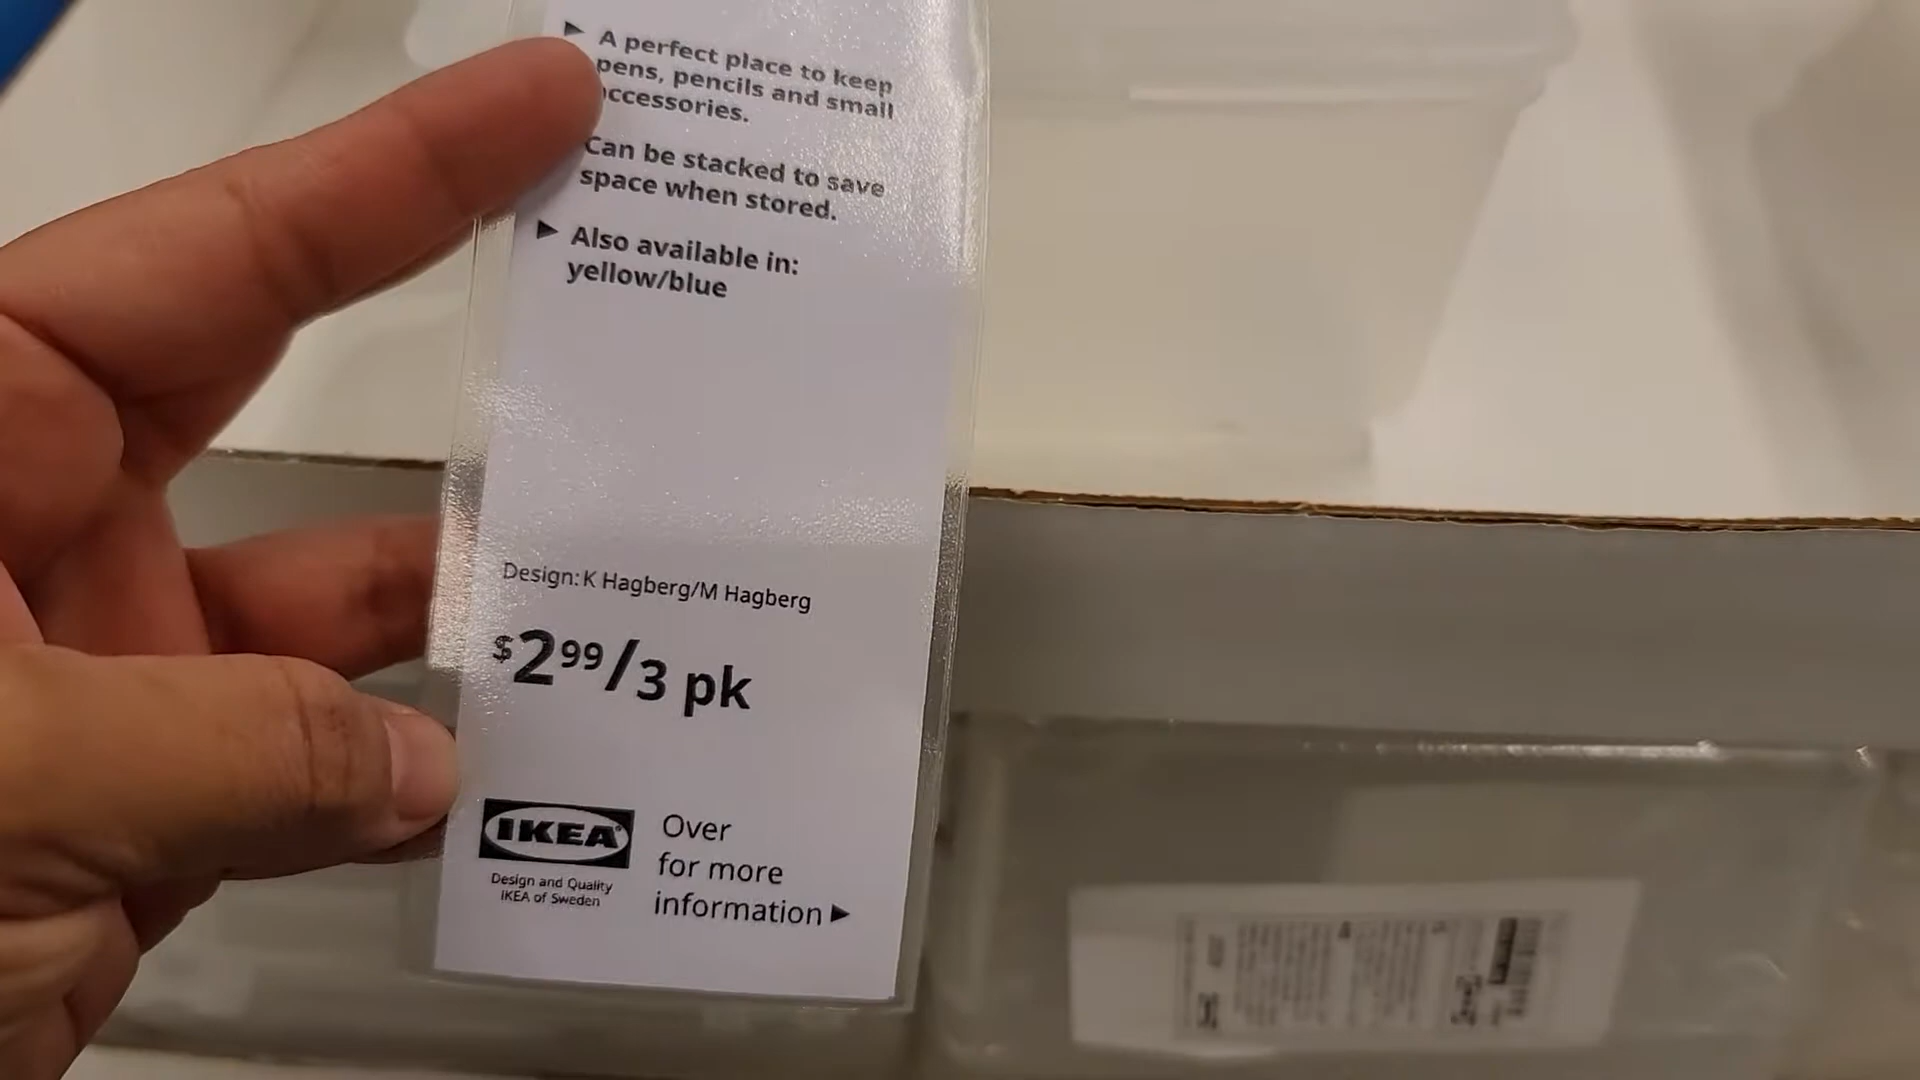 ► A perfect place to keep
pens, pencils and small
accessories.
Can be stacked to save
space when stored.
► Also available in:
yellow/blue
Design: K Hagberg/M Hagberg
$299/3 pk
IKEA®
Design and Quality
IKEA of Sweden
Over
for more
information ►